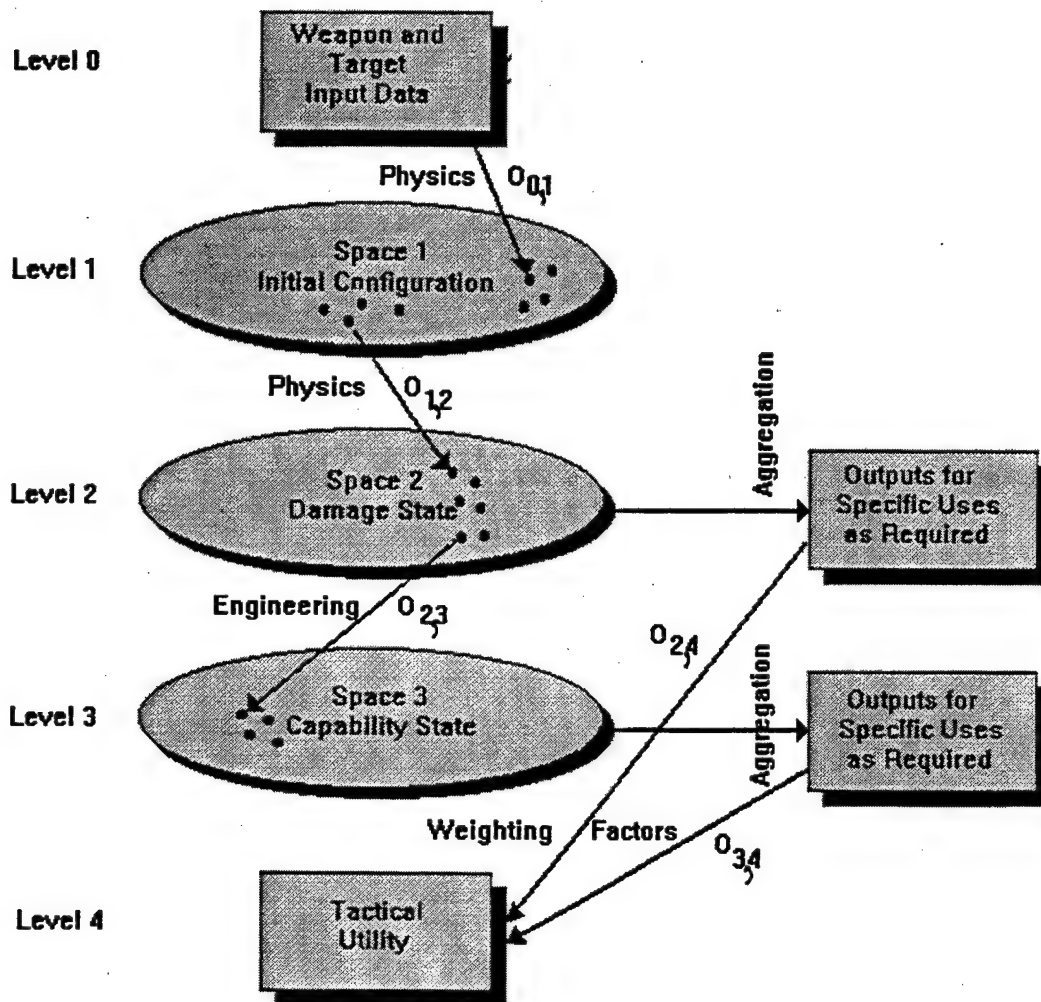 Level 0
Weapon and
Target
Input Data
Physics O0,1
Level 1
Space 1
Initial Configuration
Physics O1,2
Aggregation
Level 2
Space 2
Damage State
Outputs for
Specific Uses
as Required
Engineering O2,3
O2,4
Level 3
Space 3
Capability State
Aggregation
Outputs for
Specific Uses
as Required
Weighting Factors
O3,4
Level 4
Tactical
Utility